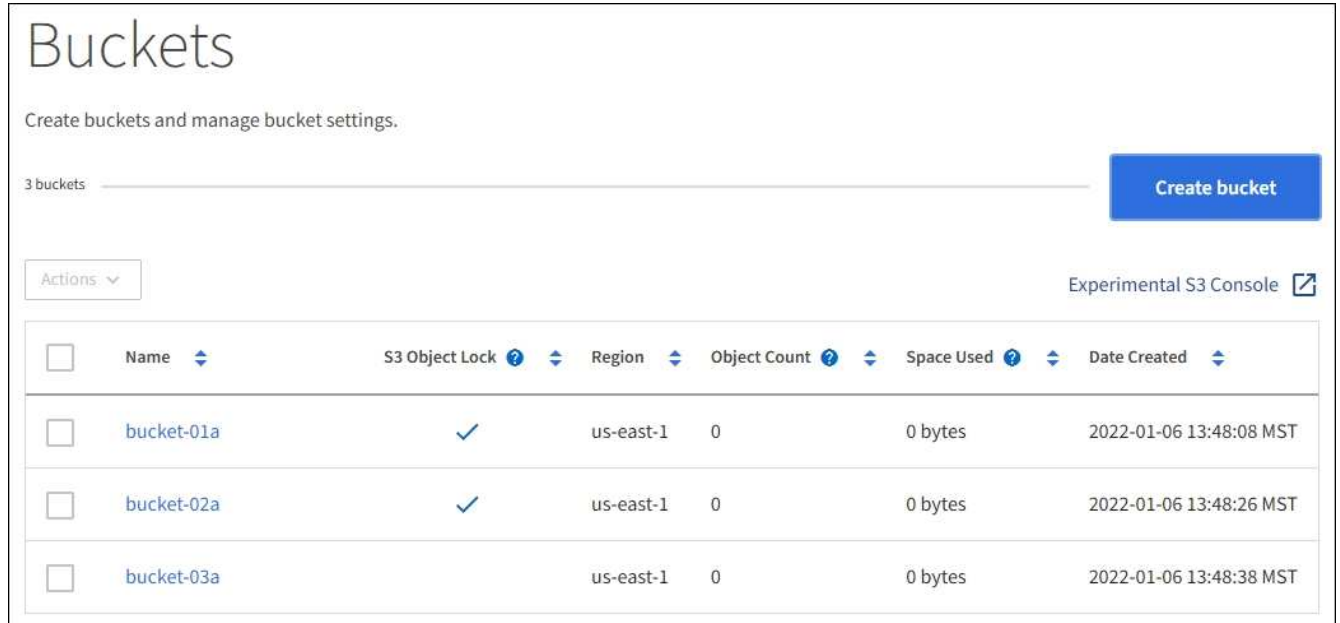 Buckets
Create buckets and manage bucket settings.
3 buckets
Create bucket
Actions
Experimental S3 Console
Name S3 Object Lock ? Region Object Count ? Space Used ? Date Created
bucket-01a us-east-1 0 0 bytes 2022-01-06 13:48:08 MST
bucket-02a us-east-1 0 0 bytes 2022-01-06 13:48:26 MST
bucket-03a us-east-1 0 0 bytes 2022-01-06 13:48:38 MST